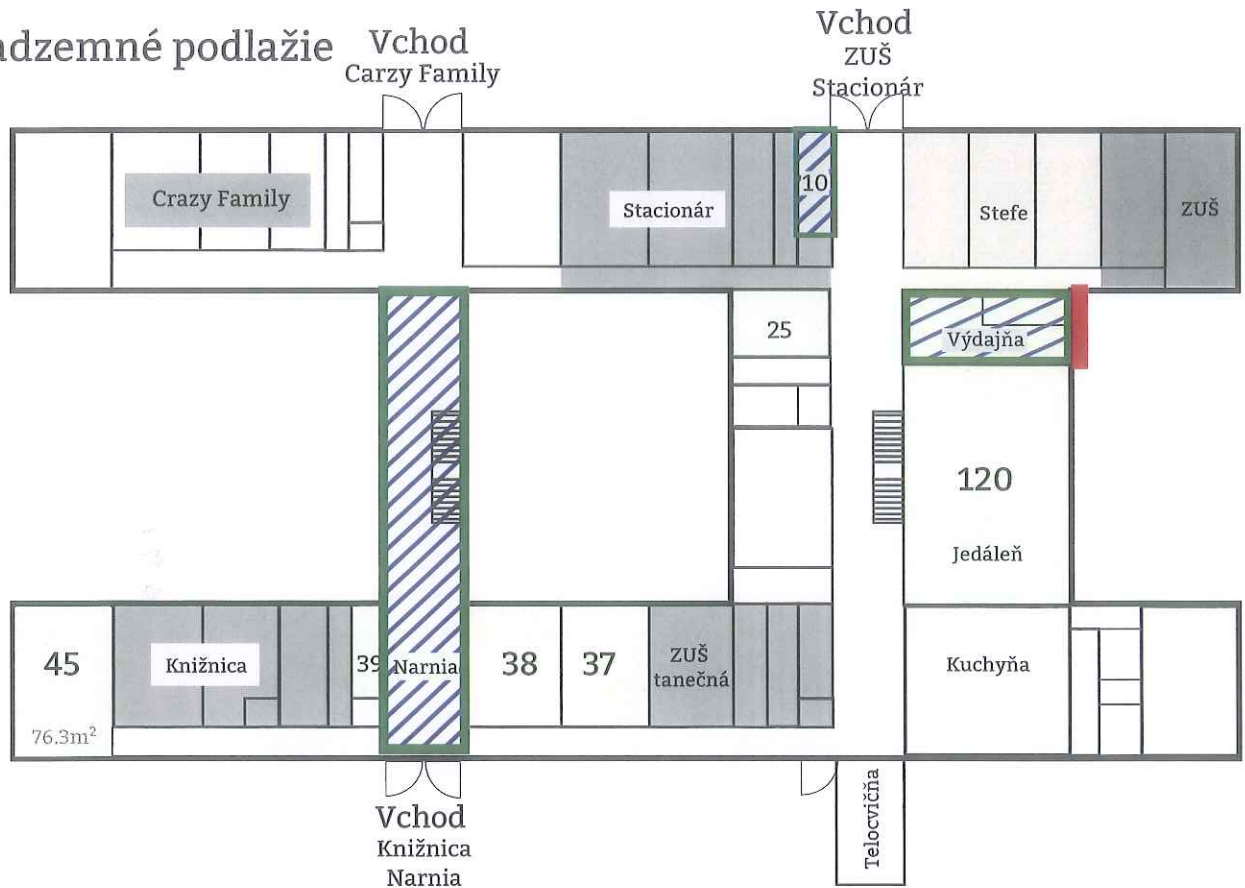 adzemné podlažie
Vchod
Carzy Family
Vchod
ZUŠ
Stacionár
Crazy Family
Stacionár
10
Stefe
ZUŠ
25
Výdajňa
120
Jedáleň
45
76.3m²
Knižnica
39
Narnia
38
37
ZUŠ
tanečná
Kuchyňa
Vchod
Knižnica
Narnia
Telocvičňa